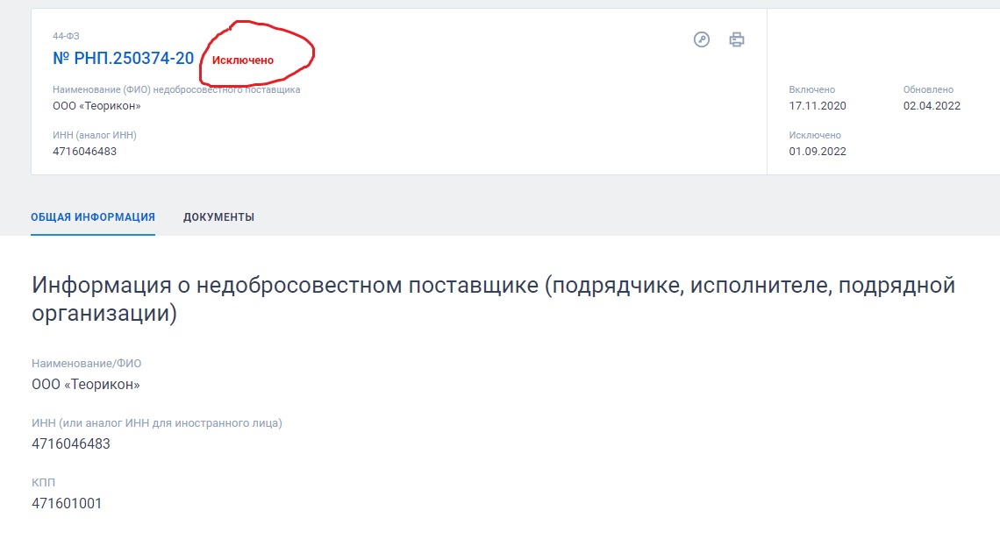 44-ФЗ
№ РНП.250374-20 Исключено
Наименование (ФИО) недобросовестного поставщика
ООО «Теорикон»
ИНН (аналог ИНН)
4716046483
Включено
17.11.2020
Обновлено
02.04.2022
Исключено
01.09.2022
ОБЩАЯ ИНФОРМАЦИЯ
ДОКУМЕНТЫ
Информация о недобросовестном поставщике (подрядчике, исполнителе, подрядной
организации)
Наименование/ФИО
ООО «Теорикон»
ИНН (или аналог ИНН для иностранного лица)
4716046483
КПП
471601001